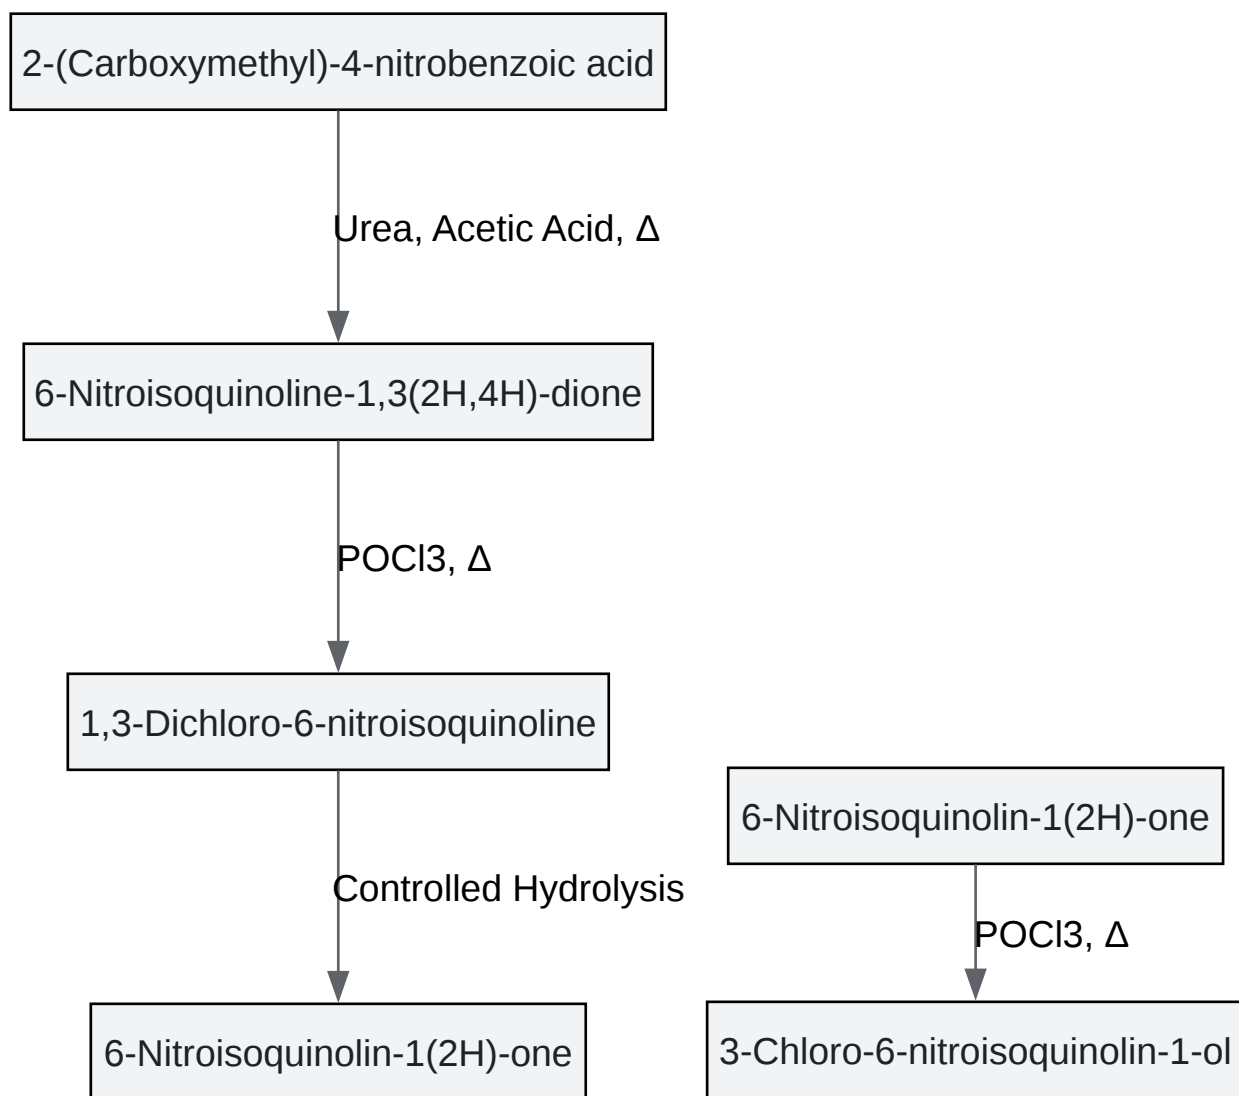 2-(Carboxymethyl)-4-nitrobenzoic acid
Urea, Acetic Acid, Δ
6-Nitroisoquinoline-1,3(2H,4H)-dione
POCl3, Δ
1,3-Dichloro-6-nitroisoquinoline
Controlled Hydrolysis
6-Nitroisoquinolin-1(2H)-one
6-Nitroisoquinolin-1(2H)-one
POCl3, Δ
3-Chloro-6-nitroisoquinolin-1-ol